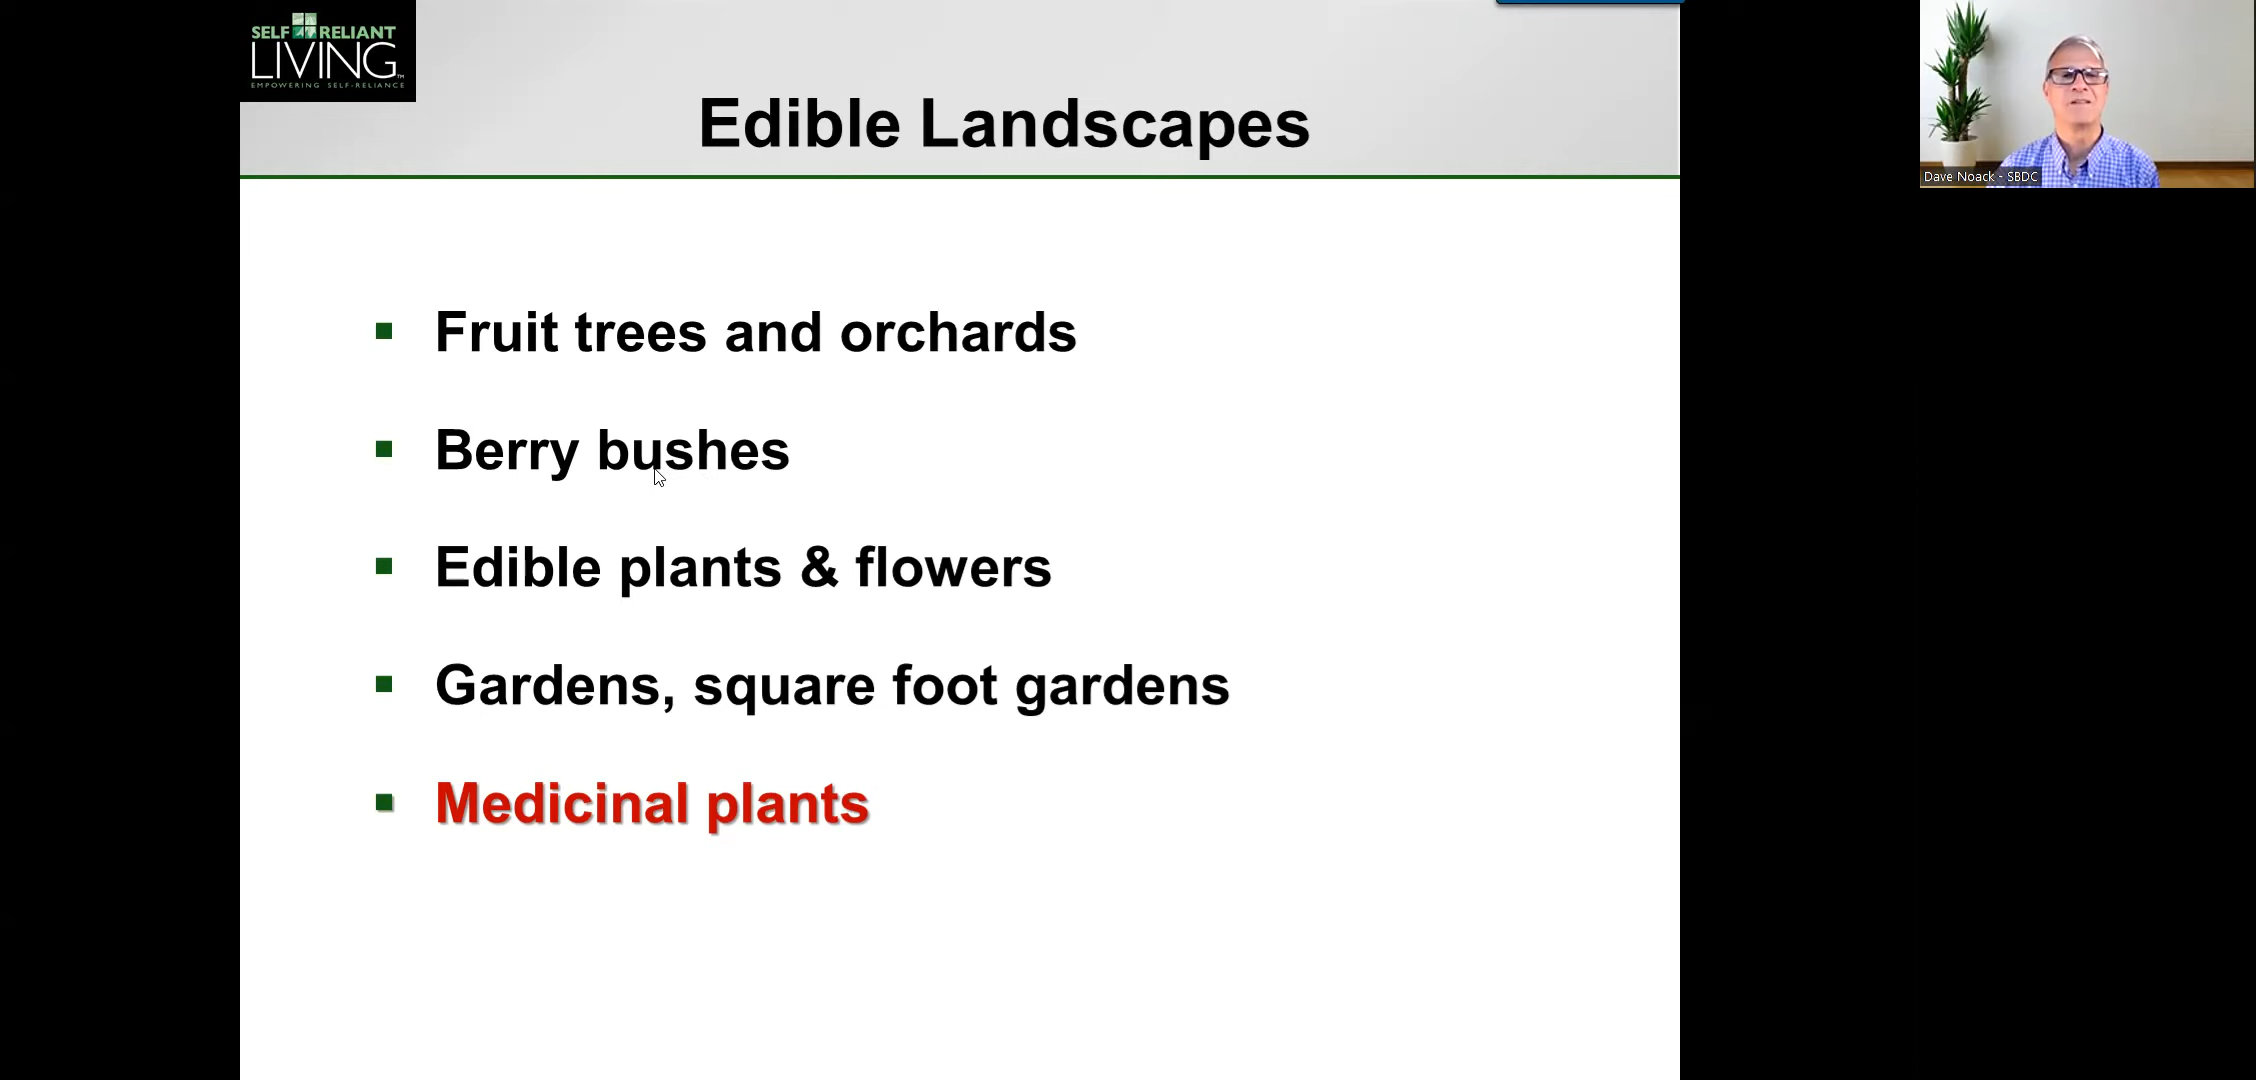 SELF RELIANT
LIVING™
EMPOWERING SELF-RELIANCE
Edible Landscapes
Fruit trees and orchards
Berry bushes
Edible plants & flowers
Gardens, square foot gardens
Medicinal plants
Dave Noack - SBDC